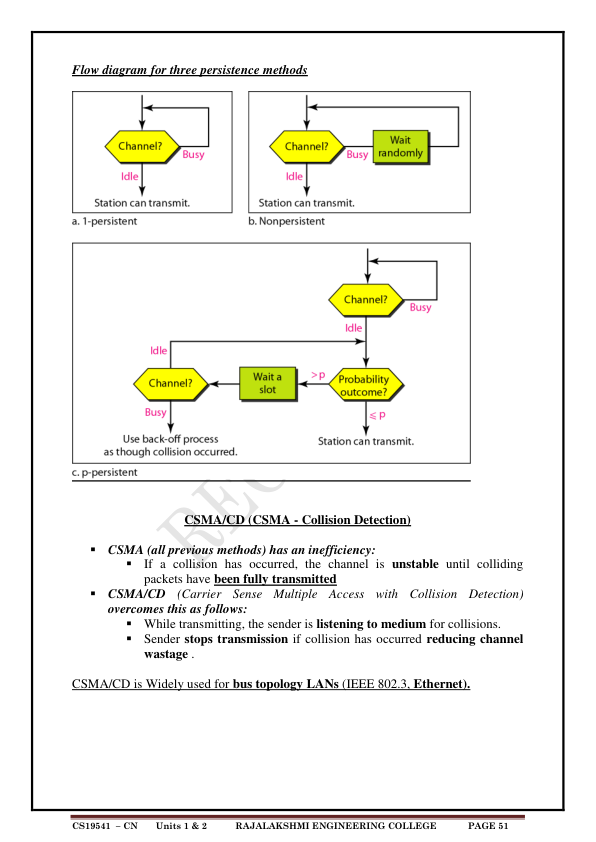 Flow diagram for three persistence methods
Channel?
Busy
Idle
Station can transmit.
a. 1-persistent
Channel?
Busy
Wait
randomly
Idle
Station can transmit.
b. Nonpersistent
Channel?
Busy
Idle
Idle
Channel?
Wait a
slot
>p
Probability
outcome?
Busy
⩽ p
Use back-off process
as though collision occurred.
Station can transmit.
c. p-persistent
REC
CSMA/CD (CSMA - Collision Detection)
▪ CSMA (all previous methods) has an inefficiency:
▪ If a collision has occurred, the channel is unstable until colliding
packets have been fully transmitted
▪ CSMA/CD (Carrier Sense Multiple Access with Collision Detection)
overcomes this as follows:
▪ While transmitting, the sender is listening to medium for collisions.
▪ Sender stops transmission if collision has occurred reducing channel
wastage .
CSMA/CD is Widely used for bus topology LANs (IEEE 802.3, Ethernet).
CS19541 – CN Units 1 & 2 RAJALAKSHMI ENGINEERING COLLEGE PAGE 51